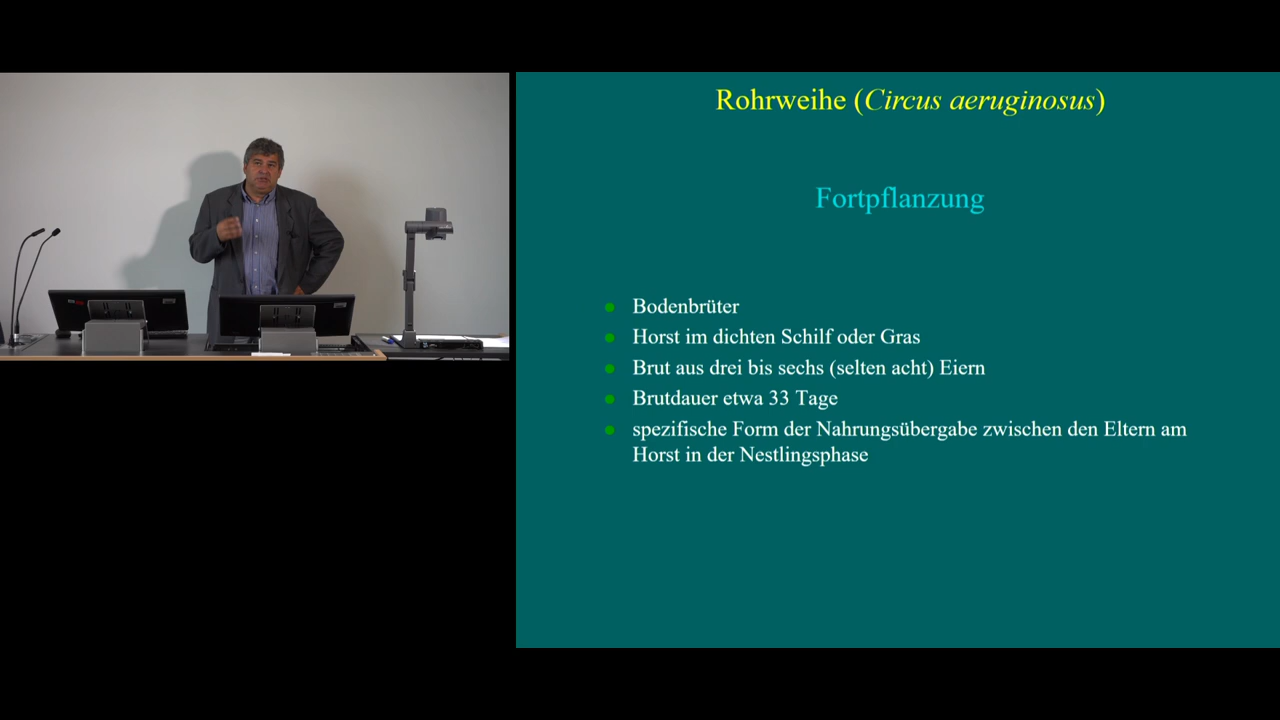 Rohrweihe (Circus aeruginosus)
Fortpflanzung
Bodenbrüter
Horst im dichten Schilf oder Gras
Brut aus drei bis sechs (selten acht) Eiern
Brutdauer etwa 33 Tage
spezifische Form der Nahrungsübergabe zwischen den Eltern am
Horst in der Nestlingsphase